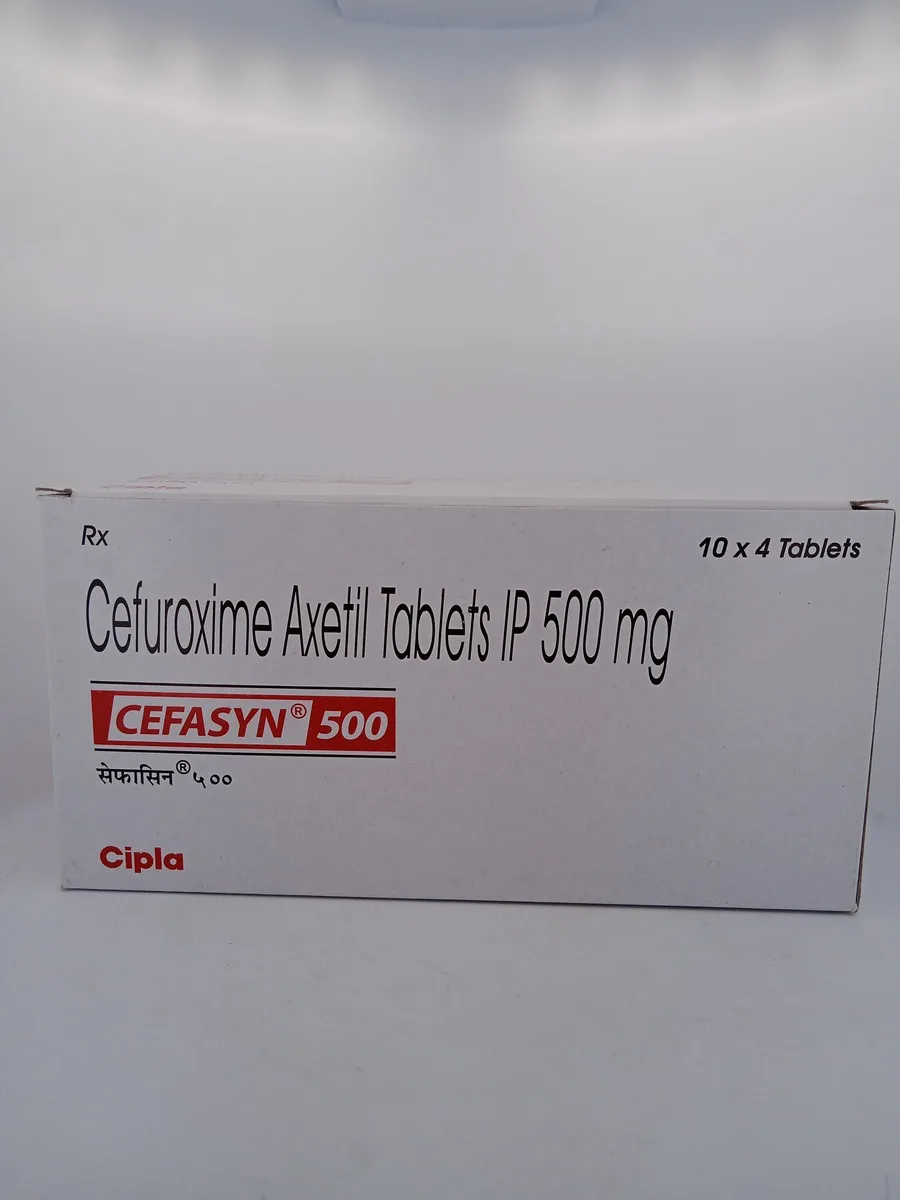 Rx
10 x 4 Tablets
Cefuroxime Axetil Tablets IP 500 mg
CEFASYN® 500
सेफासिन® ५००
Cipla